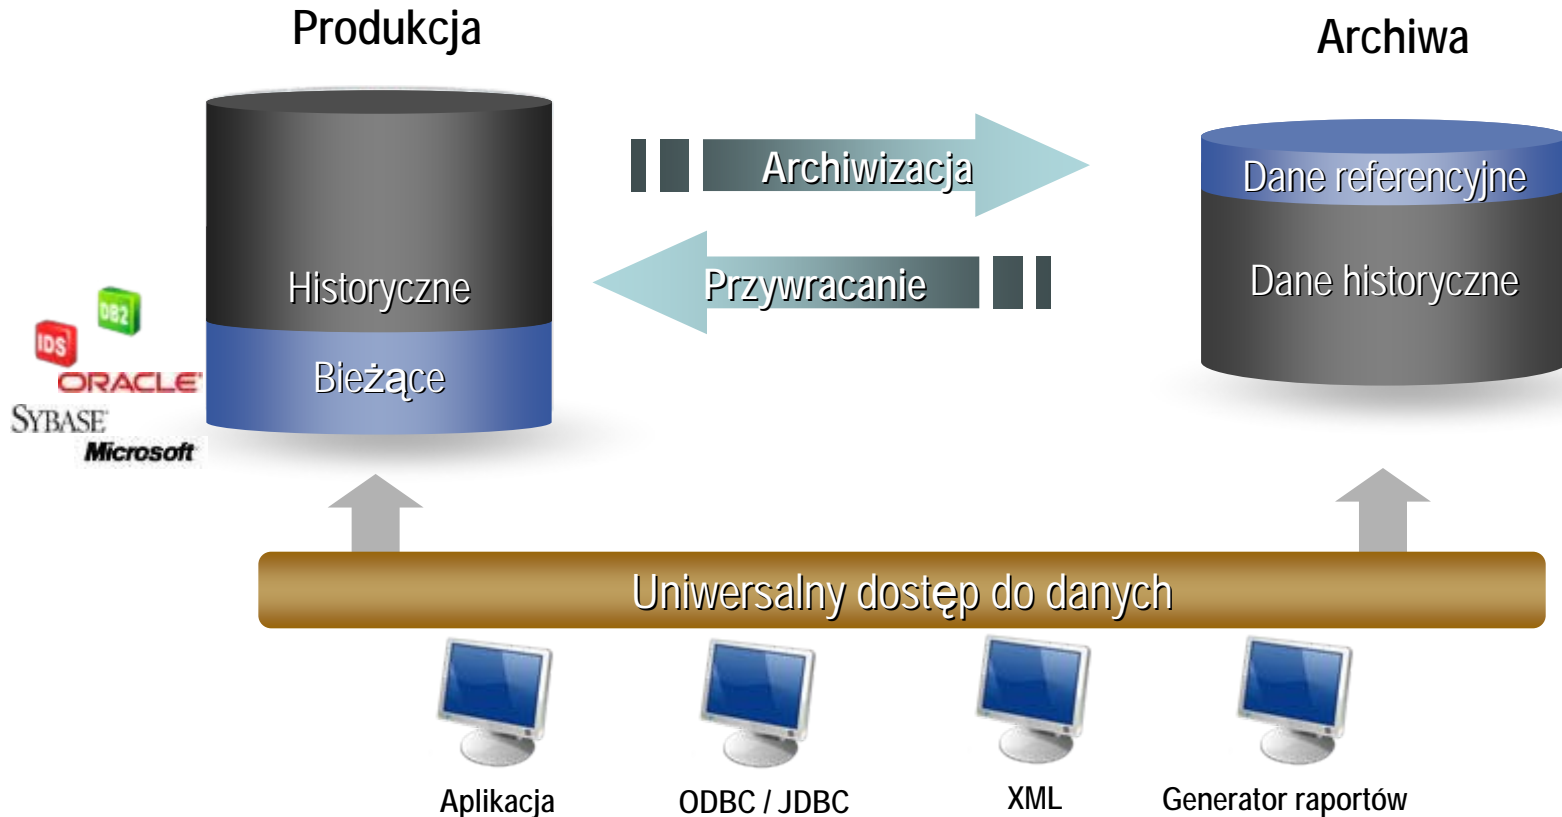 Produkcja
Archiwa
Archiwizacja
Dane referencyjne
Historyczne
Przywracanie
Dane historyczne
DB2
IDS
Bieżące
ORACLE
SYBASE
Microsoft
Uniwersalny dostęp do danych
Aplikacja
ODBC / JDBC
XML
Generator raportów